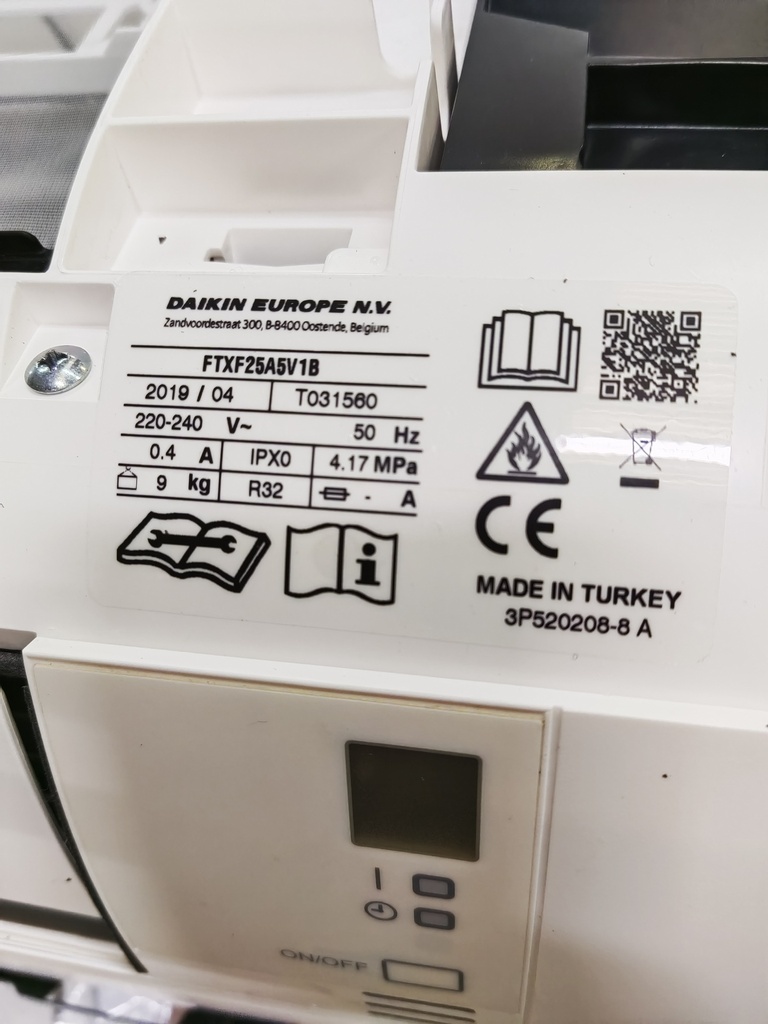 DAIKIN EUROPE N.V.
Zandvoordestraat 300, B-8400 Oostende, Belgium
FTXF25A5V1B
2019 / 04 T031560
220-240 V~ 50 Hz
0.4 A IPX0 4.17 MPa
9 kg R32 - A
i
CE
MADE IN TURKEY
3P520208-8 A
ON/OFF